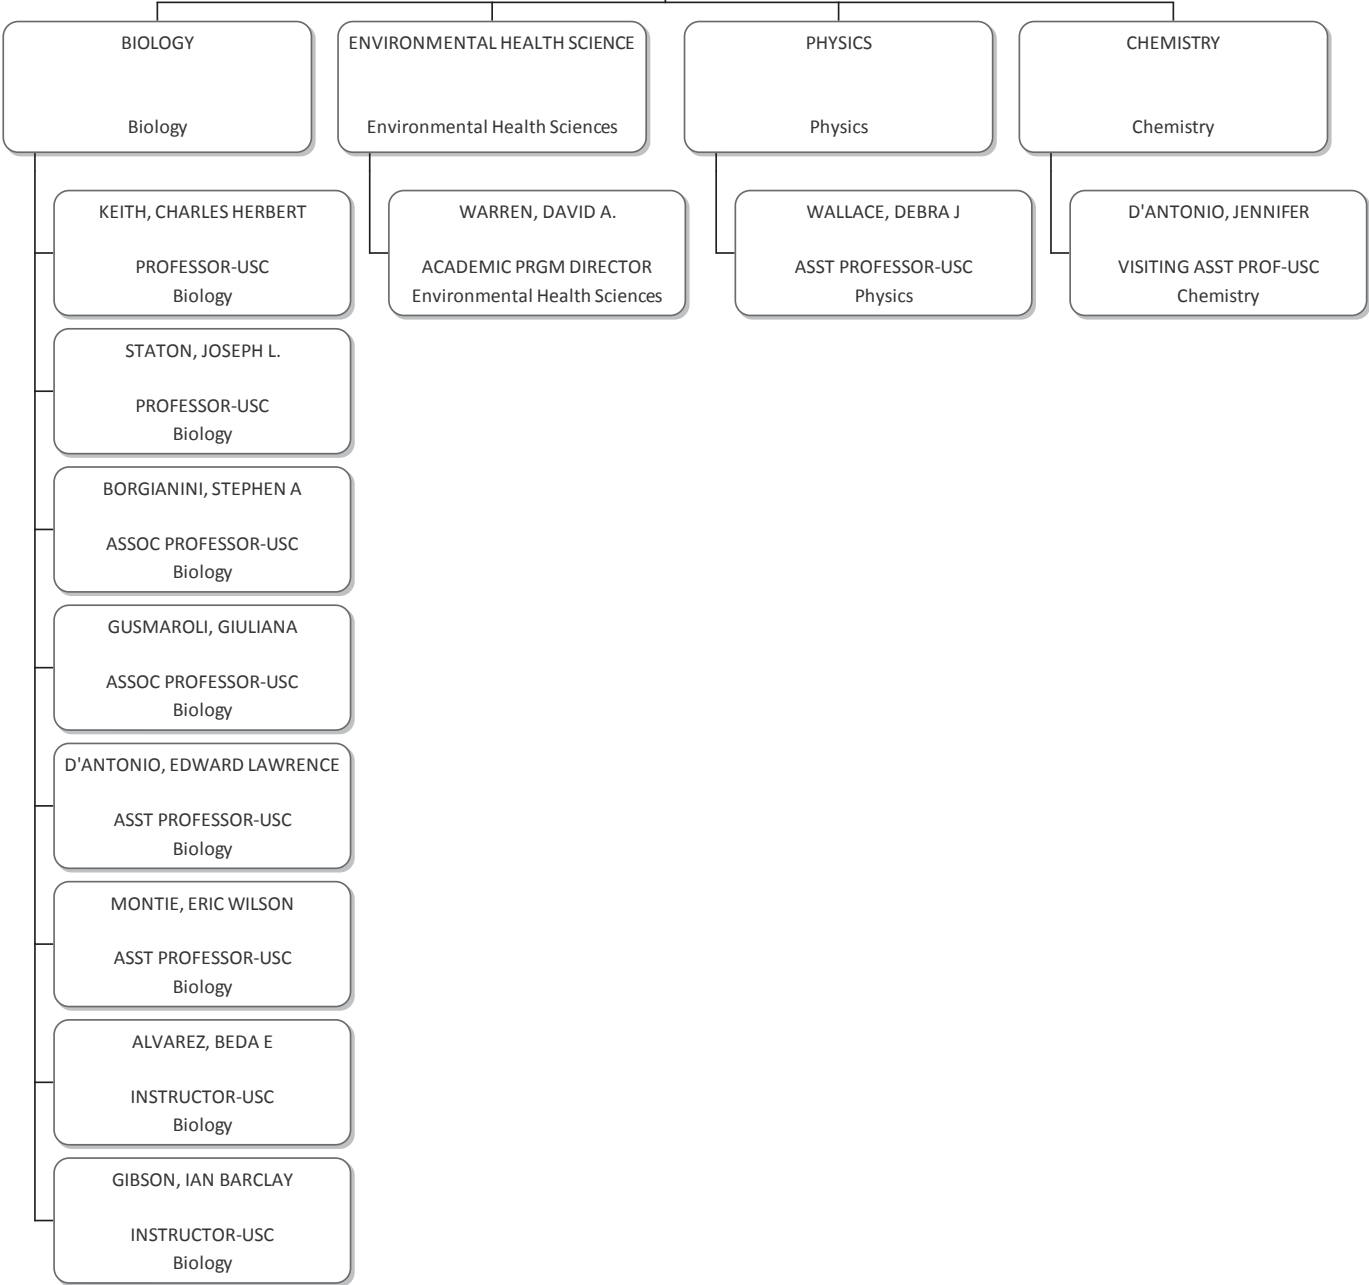 BIOLOGY
Biology
ENVIRONMENTAL HEALTH SCIENCE
Environmental Health Sciences
PHYSICS
Physics
CHEMISTRY
Chemistry
KEITH, CHARLES HERBERT
PROFESSOR-USC
Biology
WARREN, DAVID A.
ACADEMIC PRGM DIRECTOR
Environmental Health Sciences
WALLACE, DEBRA J
ASST PROFESSOR-USC
Physics
D'ANTONIO, JENNIFER
VISITING ASST PROF-USC
Chemistry
STATON, JOSEPH L.
PROFESSOR-USC
Biology
BORGIANINI, STEPHEN A
ASSOC PROFESSOR-USC
Biology
GUSMAROLI, GIULIANA
ASSOC PROFESSOR-USC
Biology
D'ANTONIO, EDWARD LAWRENCE
ASST PROFESSOR-USC
Biology
MONTIE, ERIC WILSON
ASST PROFESSOR-USC
Biology
ALVAREZ, BEDA E
INSTRUCTOR-USC
Biology
GIBSON, IAN BARCLAY
INSTRUCTOR-USC
Biology